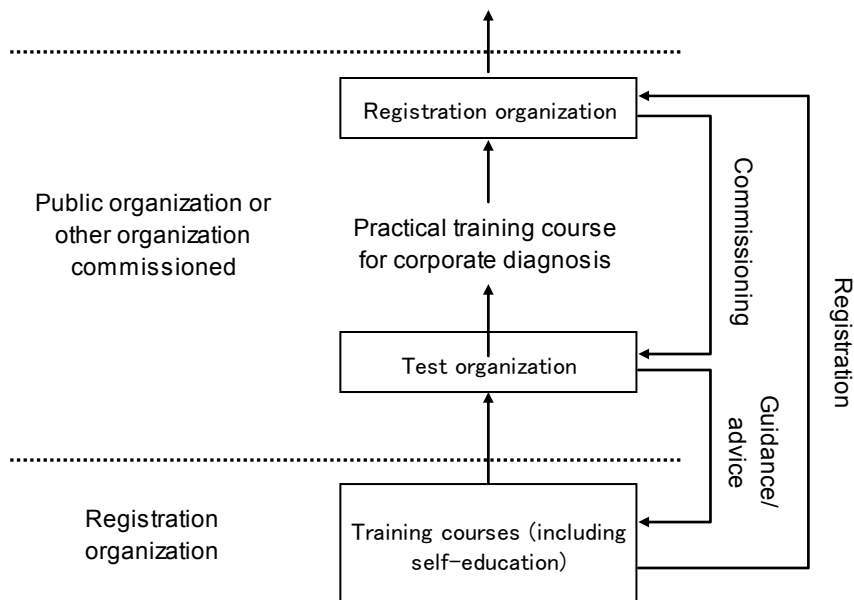 Registration organization
Public organization or
other organization
commissioned
Practical training course
for corporate diagnosis
Commissioning
Registration
Test organization
Guidance/
advice
Registration
organization
Training courses (including
self-education)